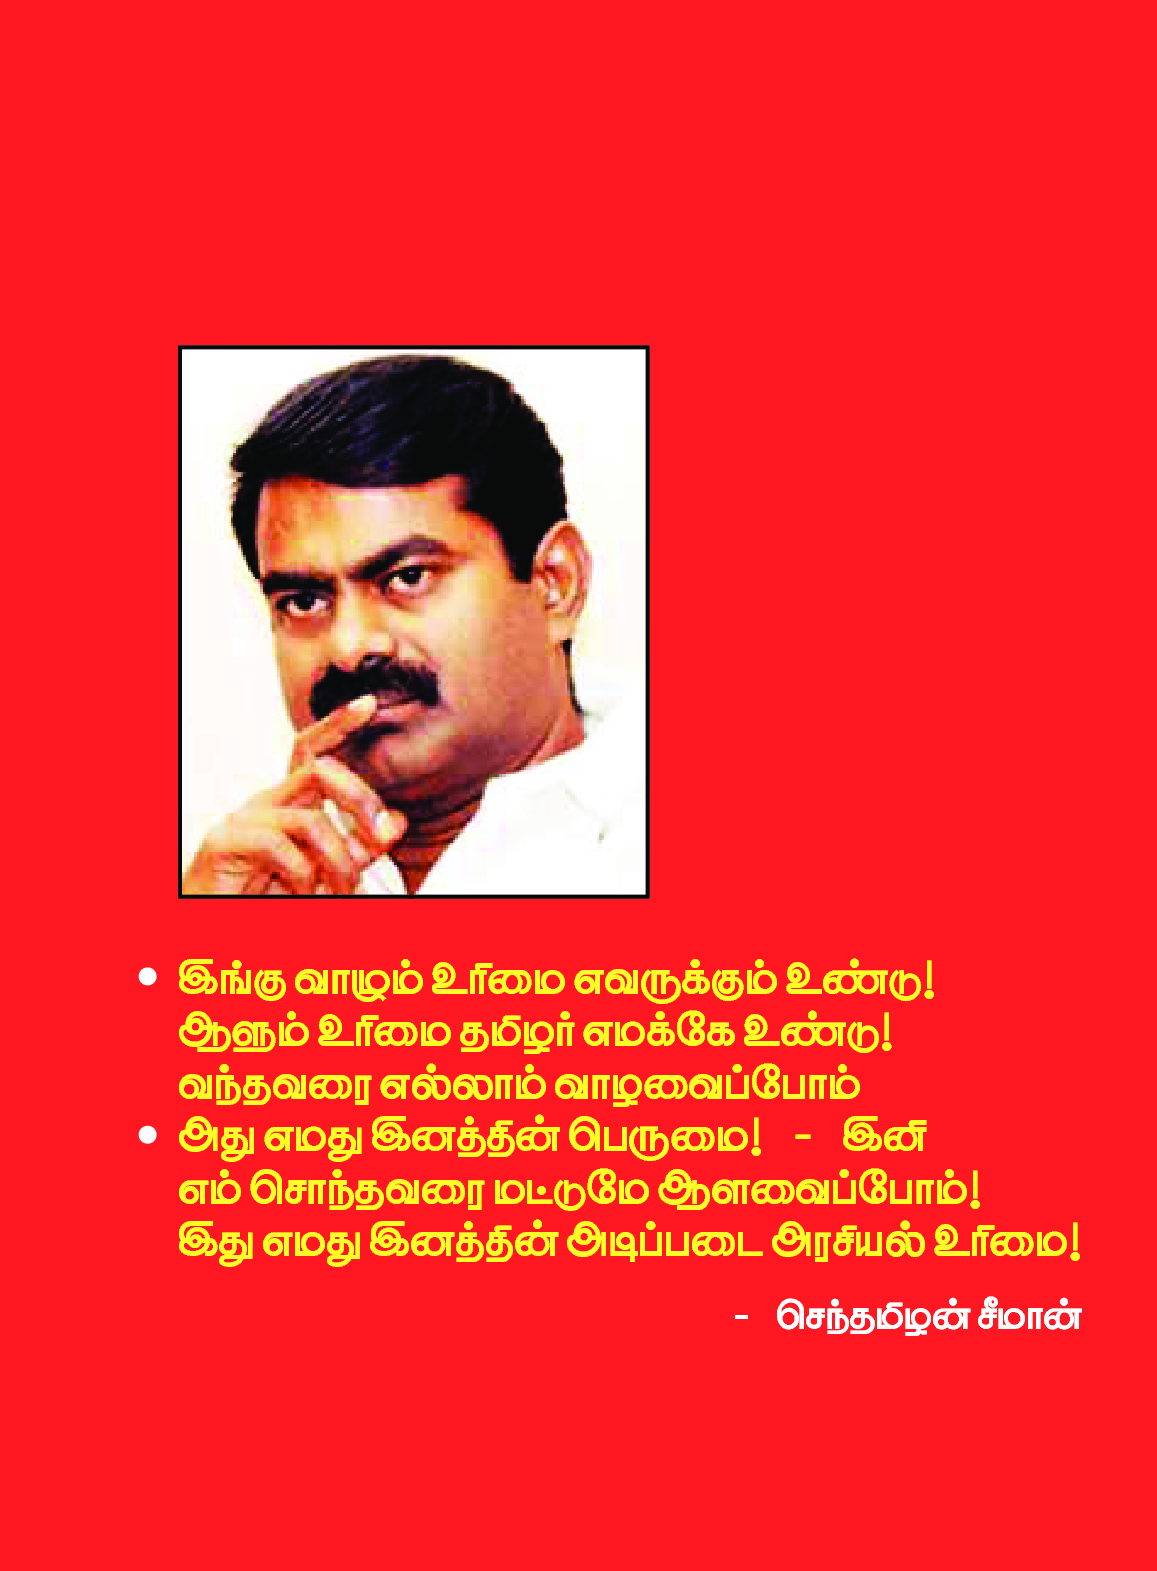 • இங்கு வாழும் உரிமை எவருக்கும் உண்டு!
ஆளும் உரிமை தமிழர் எமக்கே உண்டு!
வந்தவரை எல்லாம் வாழவைப்போம்
• அது எமது இனத்தின் பெருமை! - இனி
எம் சொந்தவரை மட்டுமே ஆளவைப்போம்!
இது எமது இனத்தின் அடிப்படை அரசியல் உரிமை!
- செந்தமிழன் சீமான்